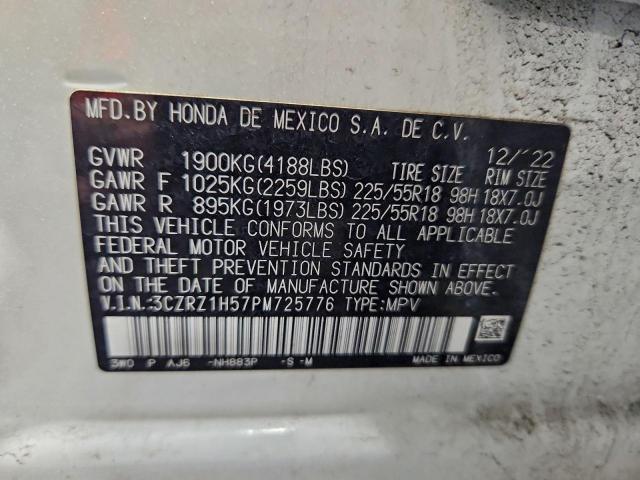 MFD. BY HONDA DE MEXICO S.A. DE C.V.
12/'22
GVWR 1900KG(4188LBS) TIRE SIZE RIM SIZE
GAWR F 1025KG(2259LBS) 225/55R18 98H 18X7.0J
GAWR R 895KG(1973LBS) 225/55R18 98H 18X7.0J
THIS VEHICLE CONFORMS TO ALL APPLICABLE
FEDERAL MOTOR VEHICLE SAFETY
AND THEFT PREVENTION STANDARDS IN EFFECT
ON THE DATE OF MANUFACTURE SHOWN ABOVE.
V.I.N.:3CZRZ1H57PM725776 TYPE:MPV
3W0 P AJ6 -NH883P -S -M MADE IN MEXICO